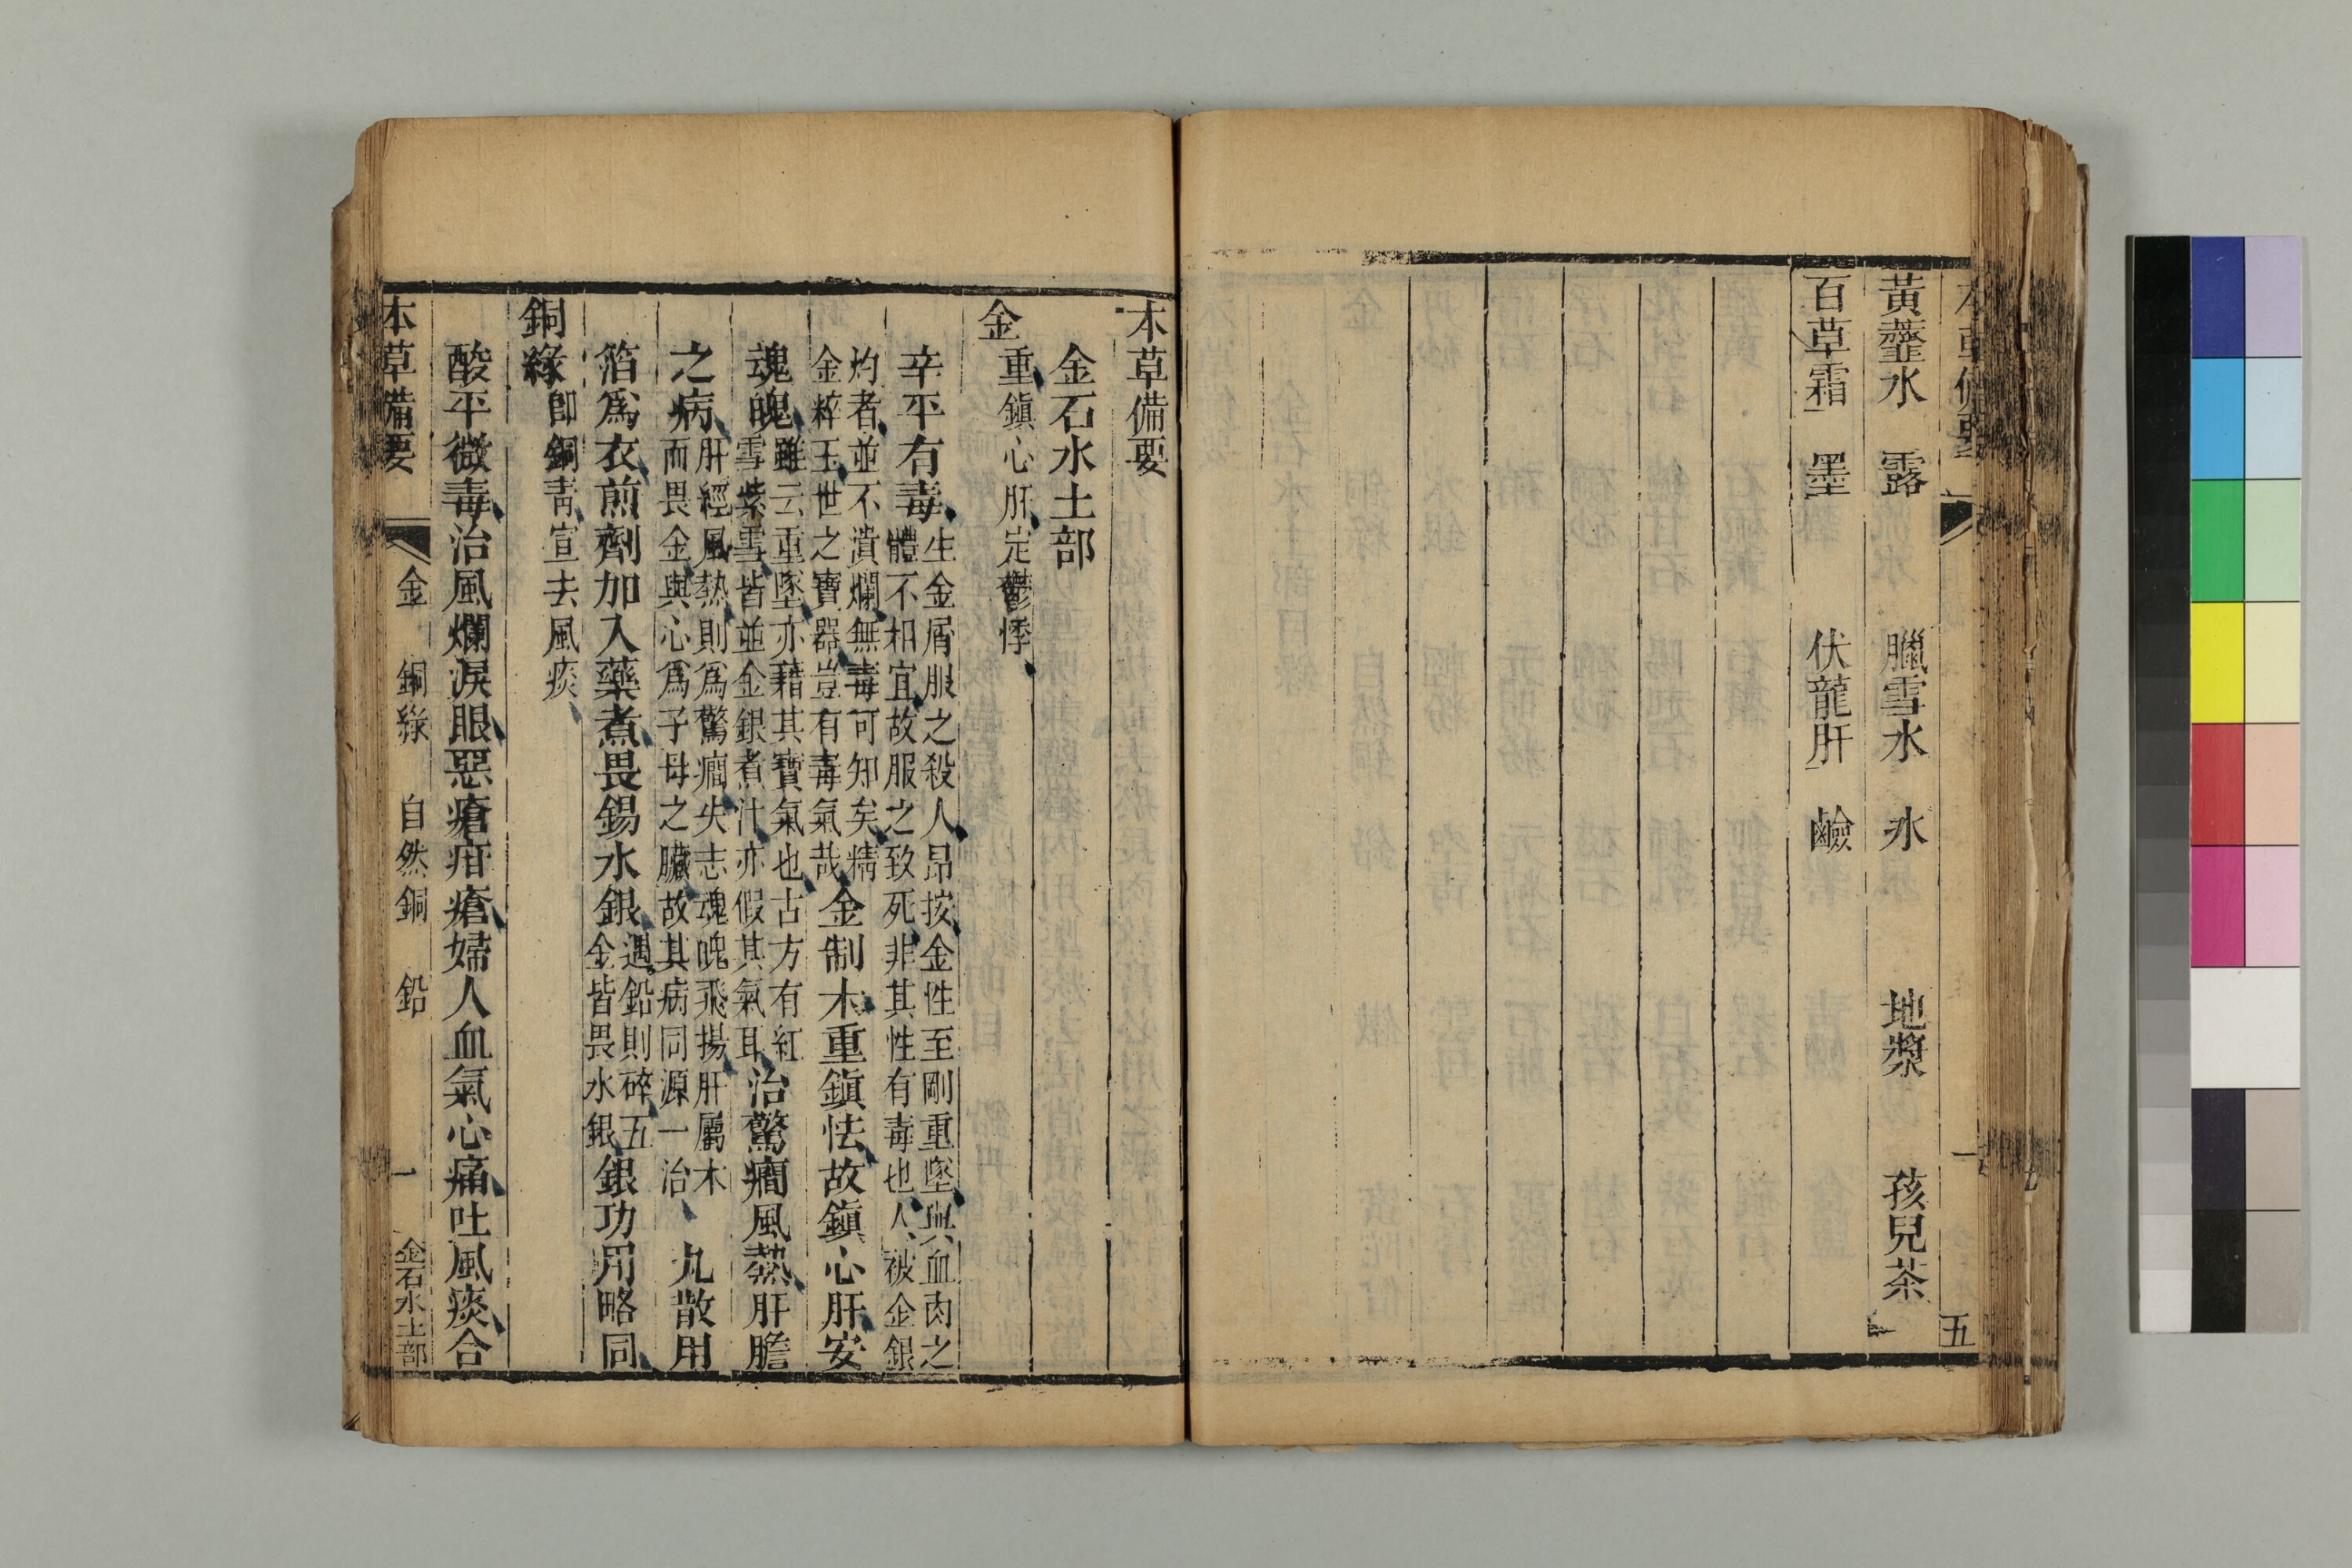 黃虀水　露　臘雪水　氷　地漿　孩兒茶
百草霜　墨　伏龍肝　鹼
五
本草備要
金石水土部
金　重鎭心肝定驚悸
辛平有毒生金屑服之殺人昂按金性至剛重墜與血肉之體不相宜故服之致死非其性有毒也人被金銀
灼者並不潰爛無毒可知矣精金粹玉世之寶器豈有毒氣哉金制木重鎭怯故鎭心肝安
魂魄雖云重墜亦藉其寶氣也古方有紅雪紫雪皆並金銀煮汁亦假其氣耳治驚癎風熱肝膽
之病肝經風熱則爲驚癎失志魂魄飛揚肝屬木而畏金與心爲子母之臟故其病同源一治丸散用
箔爲衣煎劑加入藥煮畏錫水銀遇鉛則碎五金皆畏水銀銀功用略同
銅綠　卽銅靑宣去風痰
酸平微毒治風爛淚眼惡瘡疳瘡婦人血氣心痛吐風痰合
本草備要　金　銅綠　自然銅　鉛　一　金石水土部